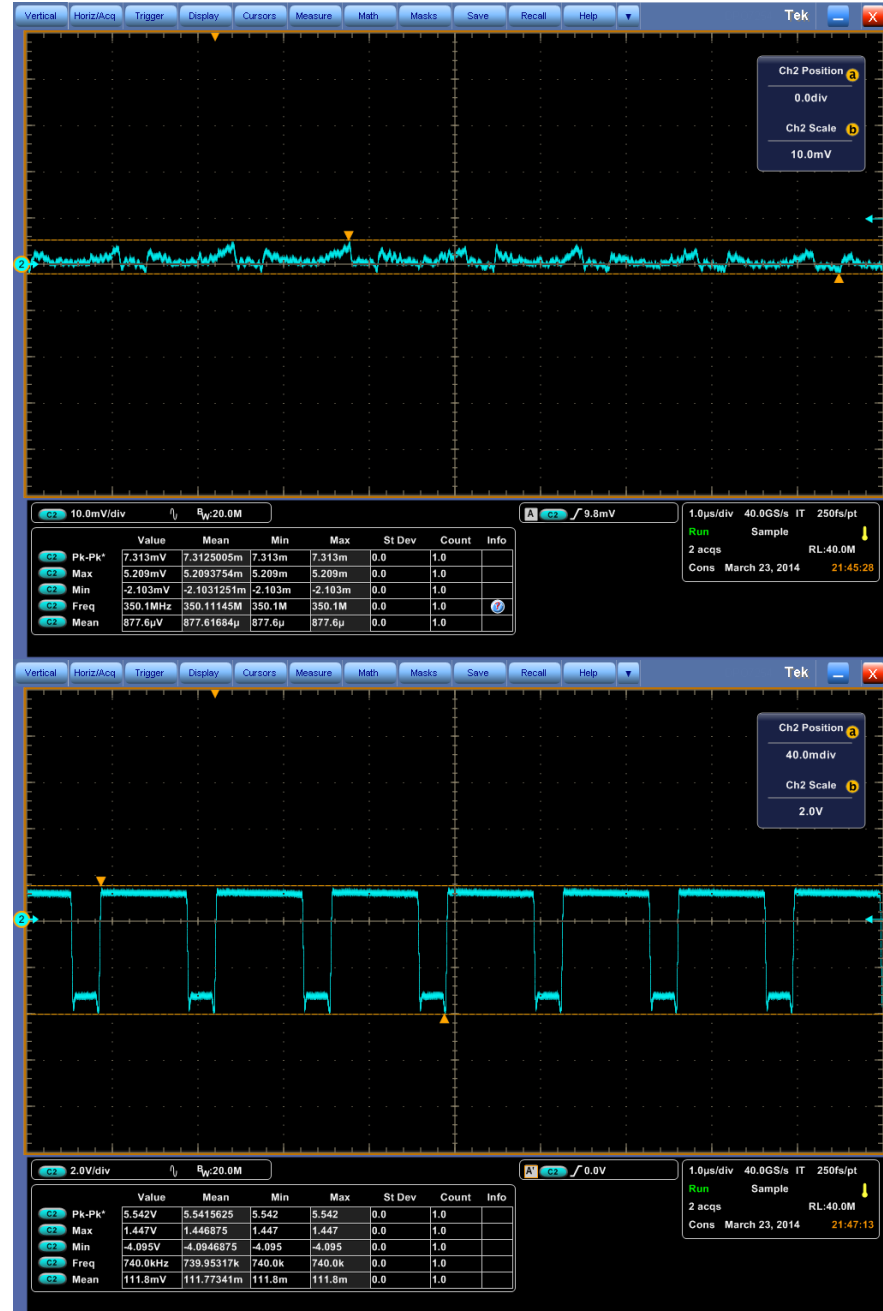 Vertical Horiz/Acq Trigger Display Cursors Measure Math Masks Save Recall Help Tek
Ch2 Position a
0.0div
Ch2 Scale b
10.0mV
2
C2 10.0mV/div BW:20.0M
A C2 9.8mV
1.0µs/div 40.0GS/s IT 250fs/pt
Run Sample
2 acqs RL:40.0M
Cons March 23, 2014 21:45:28
Value Mean Min Max St Dev Count Info
C2 Pk-Pk* 7.313mV 7.3125005m 7.313m 7.313m 0.0 1.0
C2 Max 5.209mV 5.2093754m 5.209m 5.209m 0.0 1.0
C2 Min -2.103mV -2.1031251m -2.103m -2.103m 0.0 1.0
C2 Freq 350.1MHz 350.11145M 350.1M 350.1M 0.0 1.0
C2 Mean 877.6µV 877.61684µ 877.6µ 877.6µ 0.0 1.0
Vertical Horiz/Acq Trigger Display Cursors Measure Math Masks Save Recall Help Tek
Ch2 Position a
40.0mdiv
Ch2 Scale b
2.0V
2
C2 2.0V/div BW:20.0M
A' C2 0.0V
1.0µs/div 40.0GS/s IT 250fs/pt
Run Sample
2 acqs RL:40.0M
Cons March 23, 2014 21:47:13
Value Mean Min Max St Dev Count Info
C2 Pk-Pk* 5.542V 5.5415625 5.542 5.542 0.0 1.0
C2 Max 1.447V 1.446875 1.447 1.447 0.0 1.0
C2 Min -4.095V -4.0946875 -4.095 -4.095 0.0 1.0
C2 Freq 740.0kHz 739.95317k 740.0k 740.0k 0.0 1.0
C2 Mean 111.8mV 111.77341m 111.8m 111.8m 0.0 1.0